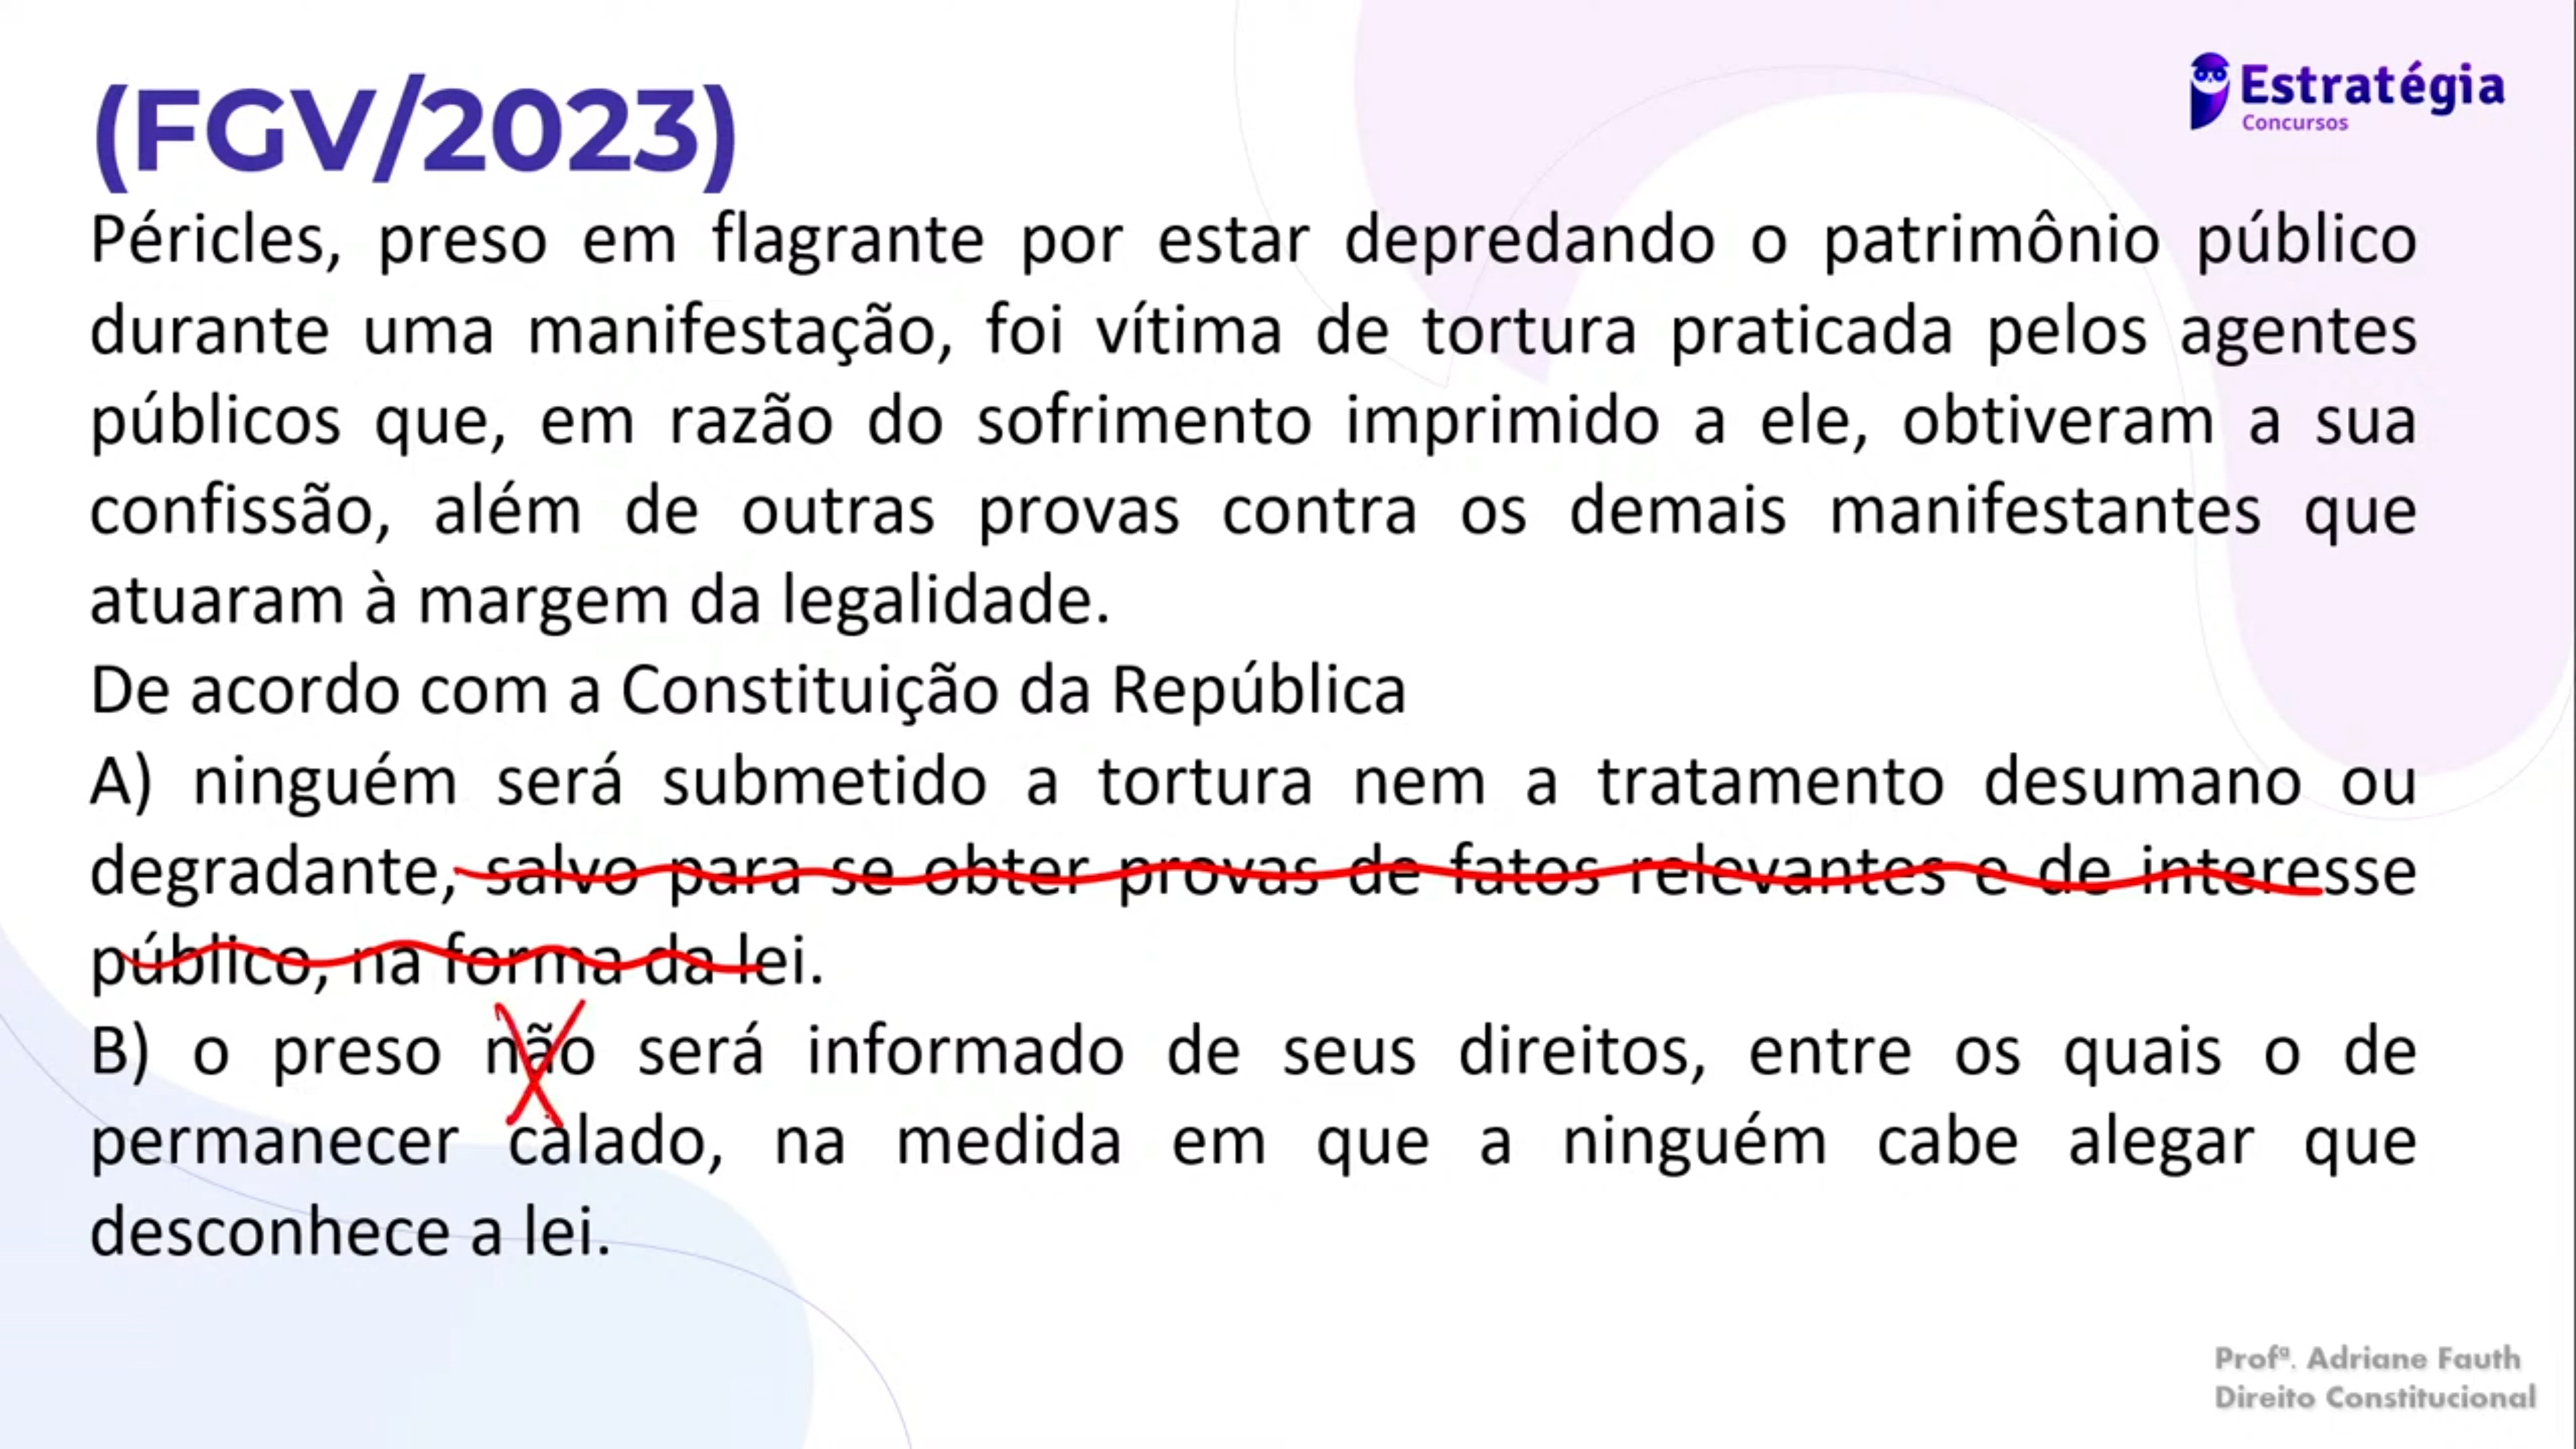 (FGV/2023)
Estratégia
Concursos
Péricles, preso em flagrante por estar depredando o patrimônio público
durante uma manifestação, foi vítima de tortura praticada pelos agentes
públicos que, em razão do sofrimento imprimido a ele, obtiveram a sua
confissão, além de outras provas contra os demais manifestantes que
atuaram à margem da legalidade.
De acordo com a Constituição da República
A) ninguém será submetido a tortura nem a tratamento desumano ou
degradante, salvo para se obter provas de fatos relevantes e de interesse
público, na forma da lei.
B) o preso não será informado de seus direitos, entre os quais o de
permanecer calado, na medida em que a ninguém cabe alegar que
desconhece a lei.
Profª. Adriane Fauth
Direito Constitucional